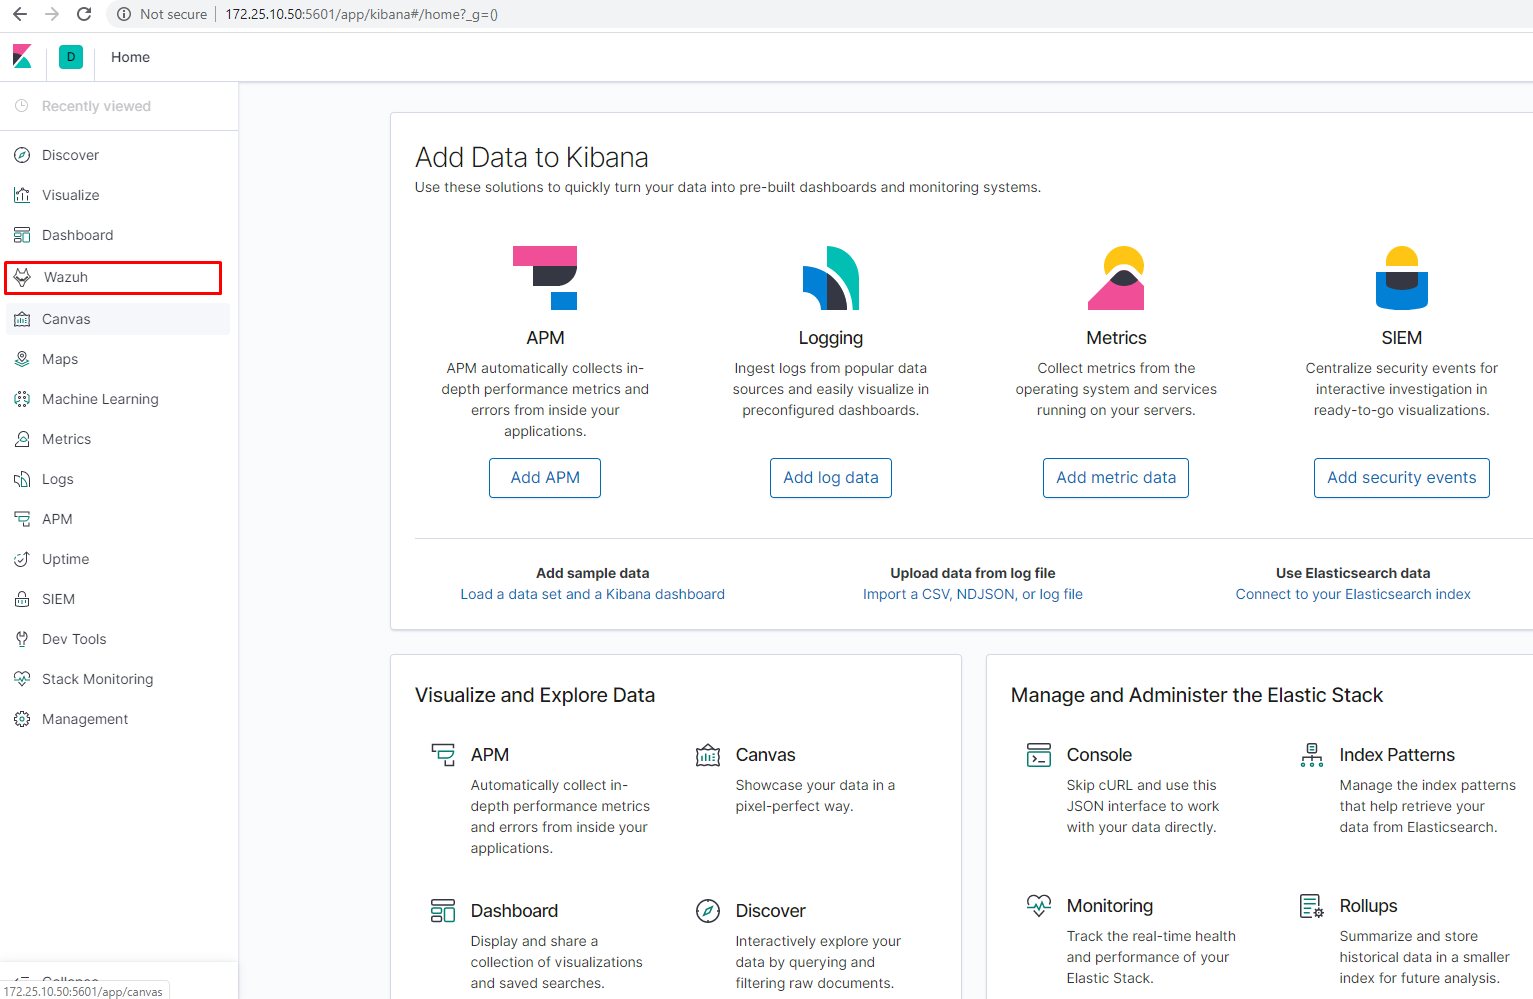 Not secure | 172.25.10.50:5601/app/kibana#/home?_g=()
D Home
Recently viewed
Discover
Visualize
Dashboard
Wazuh
Canvas
Maps
Machine Learning
Metrics
Logs
APM
Uptime
SIEM
Dev Tools
Stack Monitoring
Management
Collapse
172.25.10.50:5601/app/canvas
Add Data to Kibana
Use these solutions to quickly turn your data into pre-built dashboards and monitoring systems.
APM
APM automatically collects in-
depth performance metrics and
errors from inside your
applications.
Add APM
Logging
Ingest logs from popular data
sources and easily visualize in
preconfigured dashboards.
Add log data
Metrics
Collect metrics from the
operating system and services
running on your servers.
Add metric data
SIEM
Centralize security events for
interactive investigation in
ready-to-go visualizations.
Add security events
Add sample data
Load a data set and a Kibana dashboard
Upload data from log file
Import a CSV, NDJSON, or log file
Use Elasticsearch data
Connect to your Elasticsearch index
Visualize and Explore Data
APM
Automatically collect in-
depth performance metrics
and errors from inside your
applications.
Canvas
Showcase your data in a
pixel-perfect way.
Dashboard
Display and share a
collection of visualizations
and saved searches.
Discover
Interactively explore your
data by querying and
filtering raw documents.
Manage and Administer the Elastic Stack
Console
Skip cURL and use this
JSON interface to work
with your data directly.
Index Patterns
Manage the index patterns
that help retrieve your
data from Elasticsearch.
Monitoring
Track the real-time health
and performance of your
Elastic Stack.
Rollups
Summarize and store
historical data in a smaller
index for future analysis.